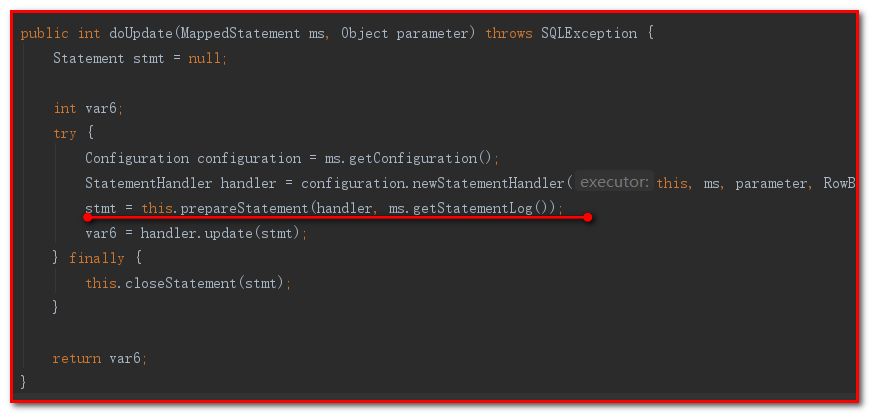 public int doUpdate(MappedStatement ms, Object parameter) throws SQLException {
Statement stmt = null;
int var6;
try {
Configuration configuration = ms.getConfiguration();
StatementHandler handler = configuration.newStatementHandler( executor: this, ms, parameter, RowB
stmt = this.prepareStatement(handler, ms.getStatementLog());
var6 = handler.update(stmt);
} finally {
this.closeStatement(stmt);
}
return var6;
}